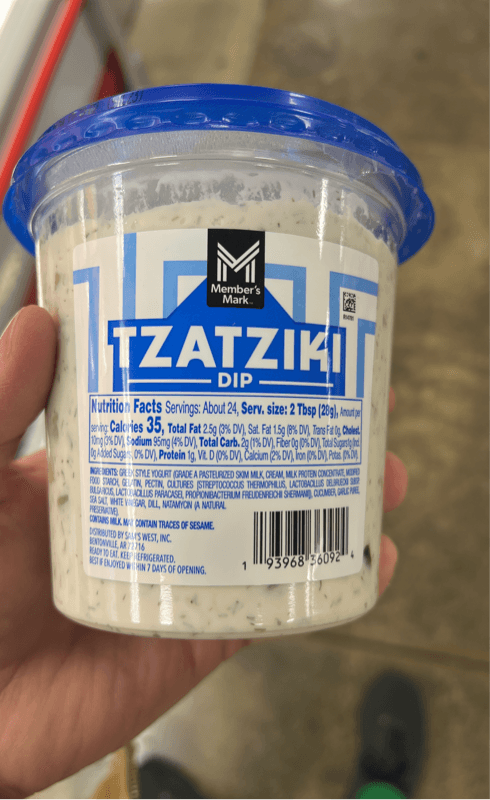 Member's
Mark™
TZATZIKI
DIP
Nutrition Facts Servings: About 24, Serv. size: 2 Tbsp (28g), Amount per
serving: Calories 35, Total Fat 2.5g (3% DV), Sat. Fat 1.5g (8% DV), Trans Fat 0g, Cholest.
10mg (3% DV), Sodium 95mg (4% DV), Total Carb. 2g (1% DV), Fiber 0g (0% DV), Total Sugars 1g (Incl.
0g Added Sugars, 0% DV), Protein 1g, Vit. D (0% DV), Calcium (2% DV), Iron (0% DV), Potas. (0% DV).
INGREDIENTS: GREEK STYLE YOGURT (GRADE A PASTEURIZED SKIM MILK, CREAM, MILK PROTEIN CONCENTRATE, MODIFIED
FOOD STARCH, GELATIN, PECTIN, CULTURES (STREPTOCOCCUS THERMOPHILUS, LACTOBACILLUS DELBRUECKII SUBSP.
BULGARICUS, LACTOBACILLUS PARACASEI, PROPIONIBACTERIUM FREUDENREICHII SHERMANII), CUCUMBER, GARLIC PUREE,
SEA SALT, WHITE VINEGAR, DILL, NATAMYCIN (A NATURAL
PRESERVATIVE).
CONTAINS MILK. MAY CONTAIN TRACES OF SESAME.
DISTRIBUTED BY SAM'S WEST, INC.
BENTONVILLE, AR 72716
READY TO EAT. KEEP REFRIGERATED.
BEST IF ENJOYED WITHIN 7 DAYS OF OPENING.
1 93968 36092 4